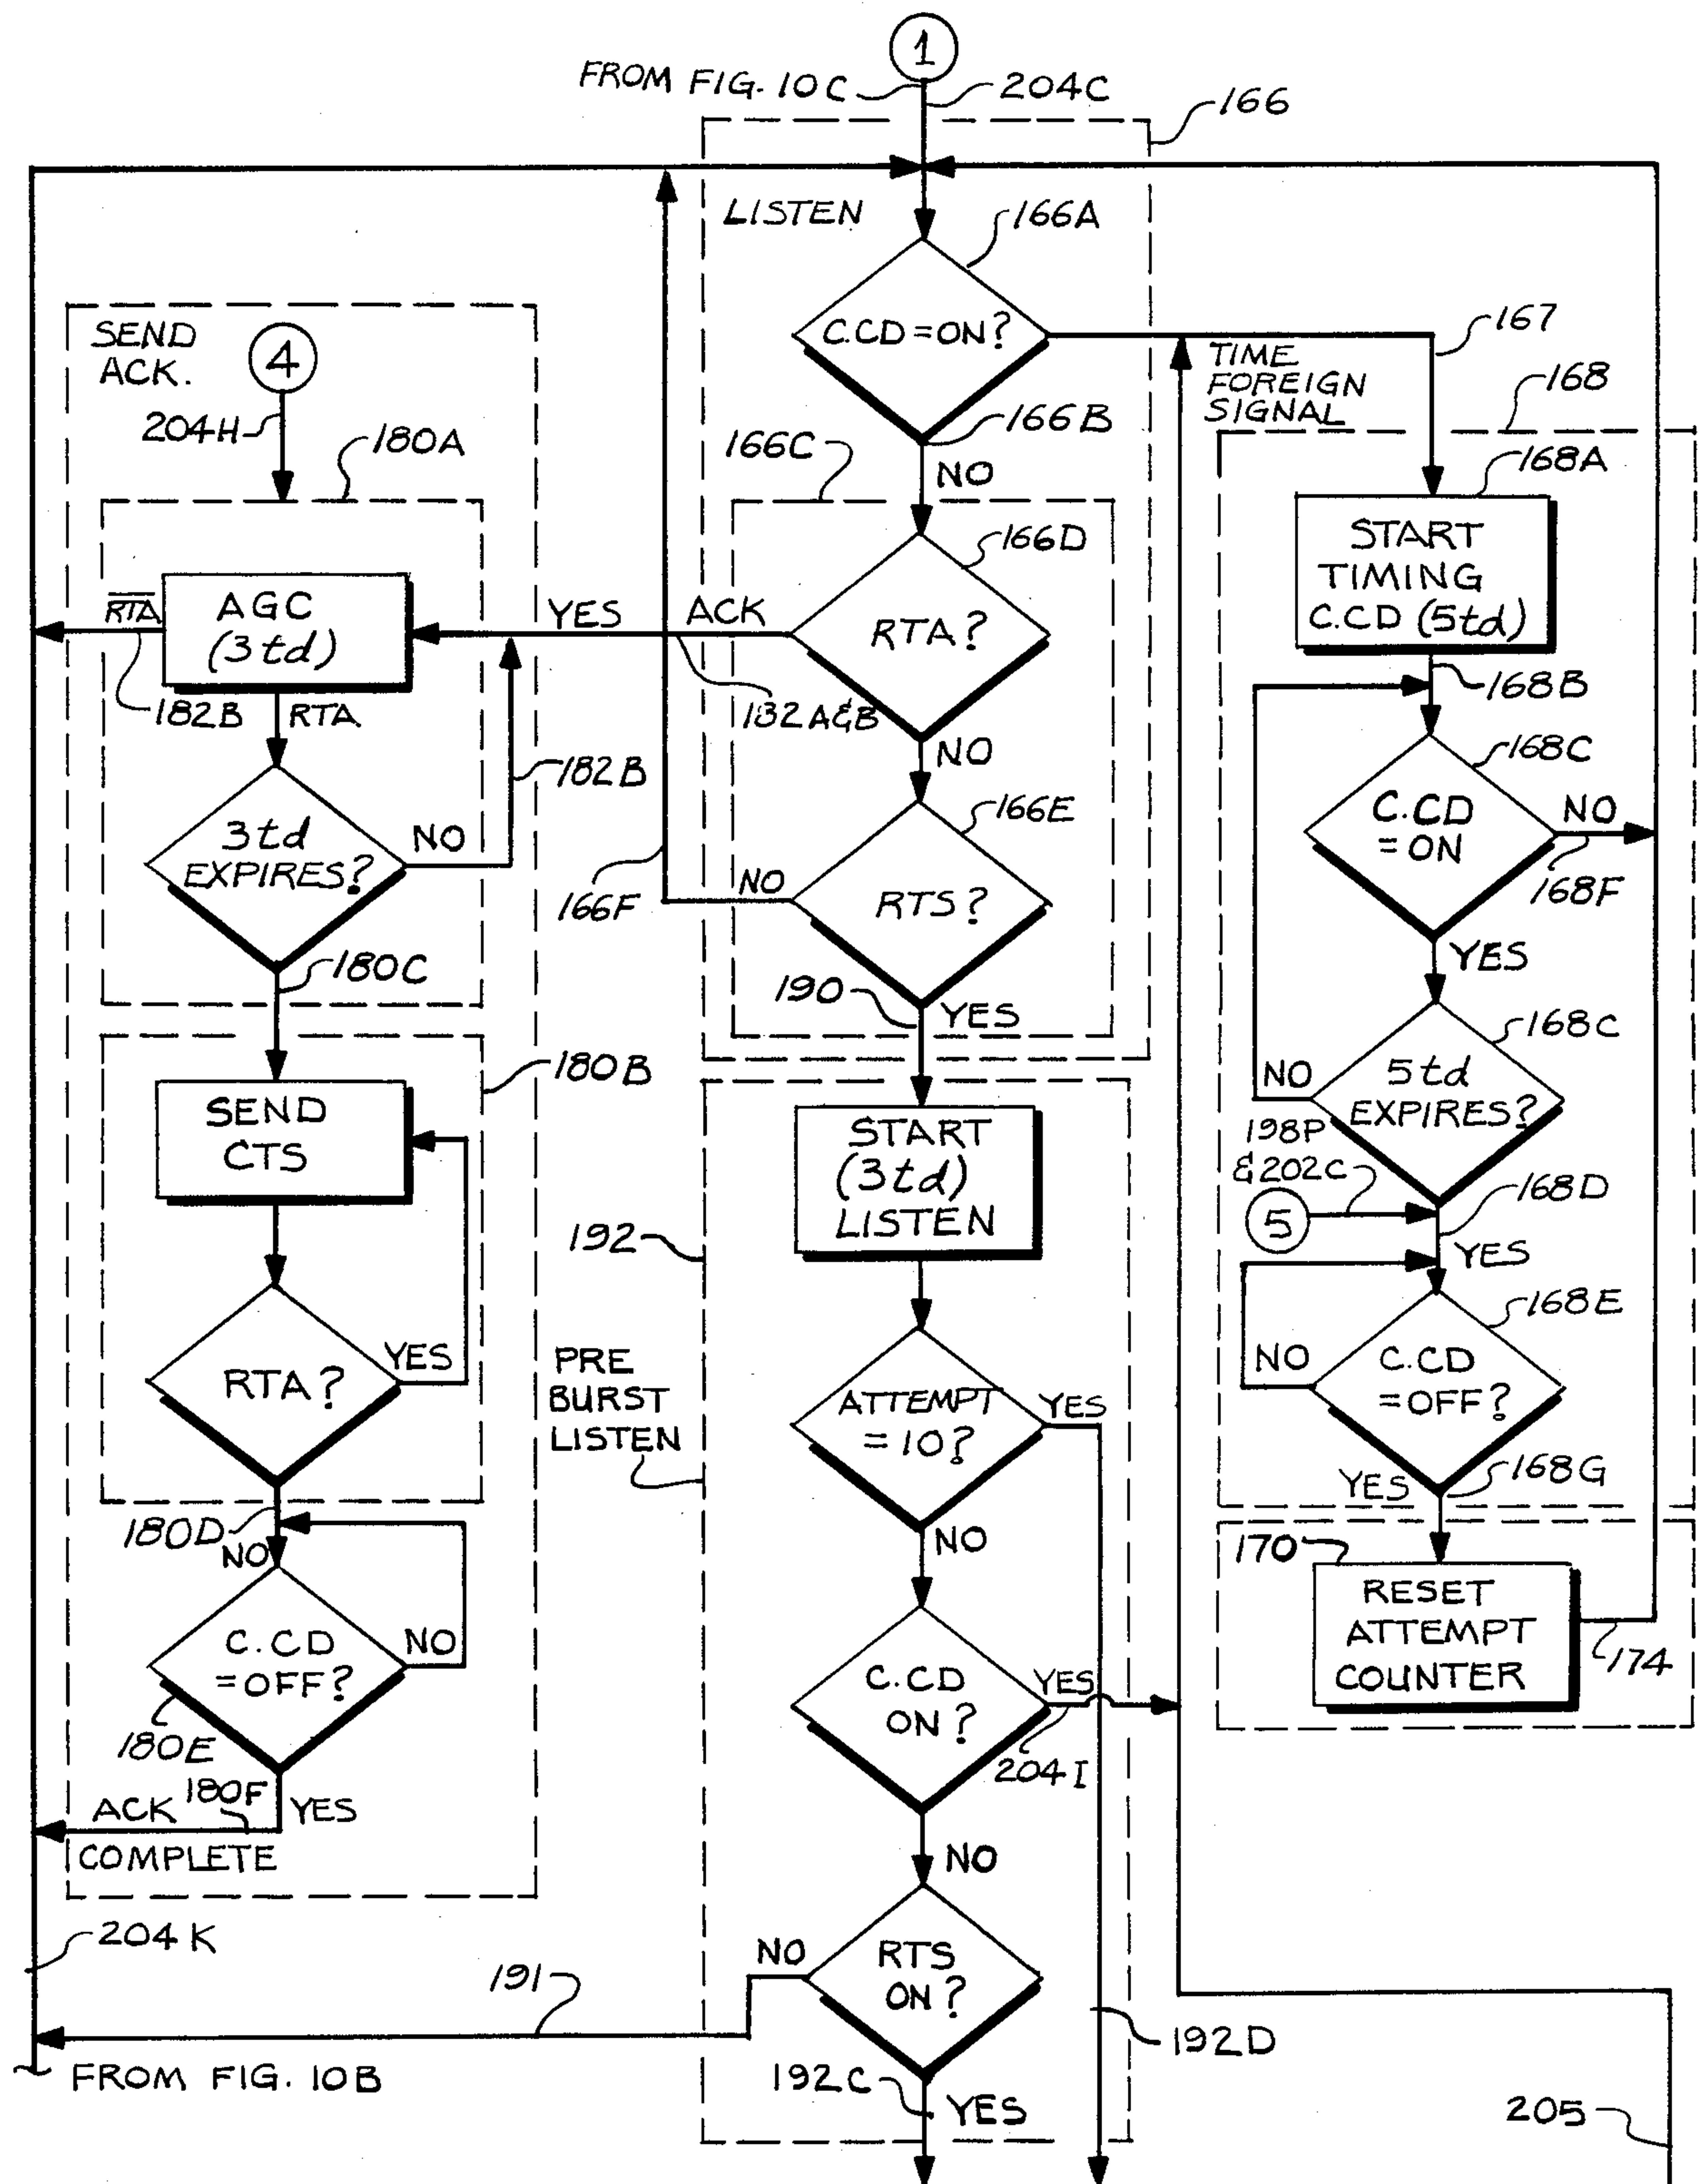 1
FROM FIG. 10C
204C
166
LISTEN
166A
C.CD = ON?
167
TIME
FOREIGN
SIGNAL
168
SEND
ACK.
4
204H
180A
166C
166B
NO
168A
START
TIMING
C.CD (5td)
166D
RTA?
ACK
YES
AGC
(3td)
R̅T̅A̅
182B
RTA
132A&B
NO
168B
168C
C.CD
= ON
NO
168F
182B
3td
EXPIRES?
NO
166E
RTS?
NO
166F
YES
180C
190
YES
168C
5td
EXPIRES?
NO
198P
&202C
5
168D
YES
180B
SEND
CTS
START
(3td)
LISTEN
192
168E
C.CD
=OFF?
NO
PRE
BURST
LISTEN
RTA?
YES
ATTEMPT
= 10?
YES
YES
168G
180D
NO
NO
170
RESET
ATTEMPT
COUNTER
174
C.CD
=OFF?
NO
180E
180F
C.CD
ON?
YES
204I
ACK
YES
COMPLETE
NO
204K
RTS
ON?
NO
191
192D
FROM FIG. 10B
192C
YES
205